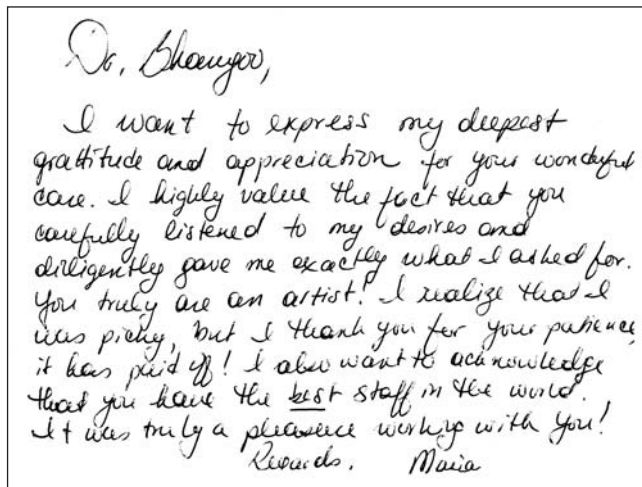 Dr. Bhangoo,
I want to express my deepest
grattitude and appreciation for your wonderful
care. I highly value the fact that you
carefully listened to my desires and
dilligently gave me exactly what I asked for.
You truly are an artist! I realize that I
was picky, but I thank you for your patience,
it has paid off! I also want to acknowledge
that you have the best staff in the world.
It was truly a pleasure working with you!
Regards, Maria